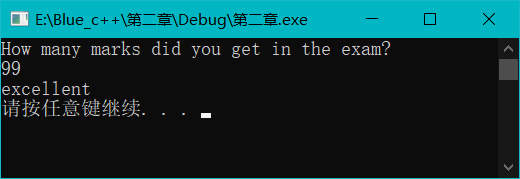 E:\Blue_c++\第二章\Debug\第二章.exe
How many marks did you get in the exam?
99
excellent
请按任意键继续. . .